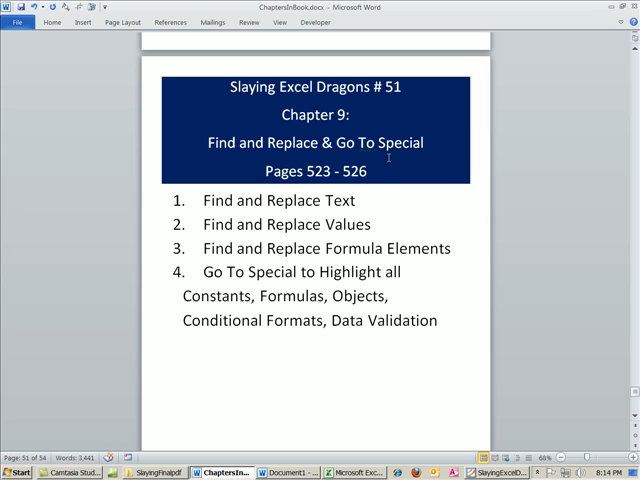 ChaptersInBook.docx - Microsoft Word
File Home Insert Page Layout References Mailings Review View Developer
Slaying Excel Dragons # 51
Chapter 9:
Find and Replace & Go To Special
Pages 523 - 526
1. Find and Replace Text
2. Find and Replace Values
3. Find and Replace Formula Elements
4. Go To Special to Highlight all
Constants, Formulas, Objects,
Conditional Formats, Data Validation
Page: 51 of 54 Words: 3,441 68%
Start Camtasia Stud... SlayingFinalpdf ChaptersIn... Document1 - ... Microsoft Exc... SlayingExcelD... 8:14 PM